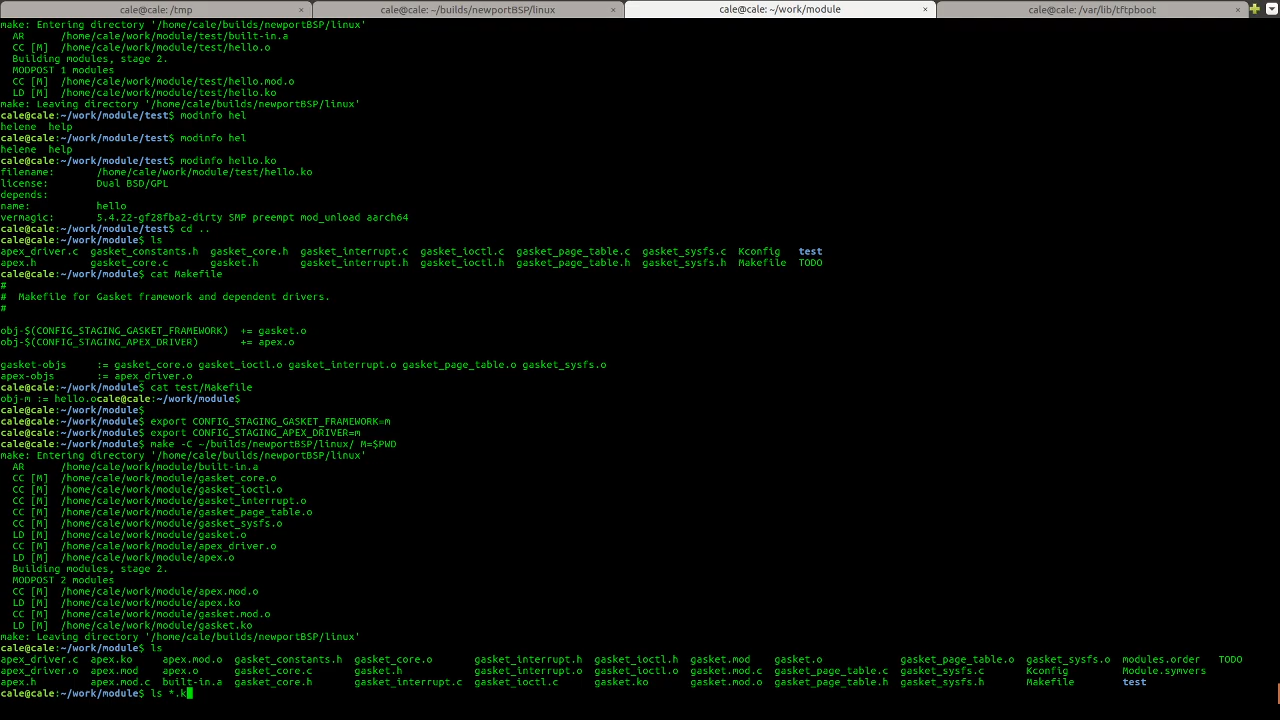 cale@cale: /tmp × cale@cale: ~/builds/newportBSP/linux × cale@cale: ~/work/module × cale@cale: /var/lib/tftpboot ×
make: Entering directory '/home/cale/builds/newportBSP/linux'
  AR      /home/cale/work/module/test/built-in.a
  CC [M]  /home/cale/work/module/test/hello.o
  Building modules, stage 2.
  MODPOST 1 modules
  CC [M]  /home/cale/work/module/test/hello.mod.o
  LD [M]  /home/cale/work/module/test/hello.ko
make: Leaving directory '/home/cale/builds/newportBSP/linux'
cale@cale:~/work/module/test$ modinfo hel
helene  help
cale@cale:~/work/module/test$ modinfo hel
helene  help
cale@cale:~/work/module/test$ modinfo hello.ko
filename:       /home/cale/work/module/test/hello.ko
license:        Dual BSD/GPL
depends:
name:           hello
vermagic:       5.4.22-gf28fba2-dirty SMP preempt mod_unload aarch64
cale@cale:~/work/module/test$ cd ..
cale@cale:~/work/module$ ls
apex_driver.c  gasket_constants.h  gasket_core.h  gasket_interrupt.c  gasket_ioctl.c  gasket_page_table.c  gasket_sysfs.c  Kconfig   test
apex.h         gasket_core.c       gasket.h       gasket_interrupt.h  gasket_ioctl.h  gasket_page_table.h  gasket_sysfs.h  Makefile  TODO
cale@cale:~/work/module$ cat Makefile
#
#  Makefile for Gasket framework and dependent drivers.
#
obj-$(CONFIG_STAGING_GASKET_FRAMEWORK)  += gasket.o
obj-$(CONFIG_STAGING_APEX_DRIVER)       += apex.o
gasket-objs     := gasket_core.o gasket_ioctl.o gasket_interrupt.o gasket_page_table.o gasket_sysfs.o
apex-objs       := apex_driver.o
cale@cale:~/work/module$ cat test/Makefile
obj-m := hello.ocale@cale:~/work/module$
cale@cale:~/work/module$
cale@cale:~/work/module$ export CONFIG_STAGING_GASKET_FRAMEWORK=m
cale@cale:~/work/module$ export CONFIG_STAGING_APEX_DRIVER=m
cale@cale:~/work/module$ make -C ~/builds/newportBSP/linux/ M=$PWD
make: Entering directory '/home/cale/builds/newportBSP/linux'
  AR      /home/cale/work/module/built-in.a
  CC [M]  /home/cale/work/module/gasket_core.o
  CC [M]  /home/cale/work/module/gasket_ioctl.o
  CC [M]  /home/cale/work/module/gasket_interrupt.o
  CC [M]  /home/cale/work/module/gasket_page_table.o
  CC [M]  /home/cale/work/module/gasket_sysfs.o
  LD [M]  /home/cale/work/module/gasket.o
  CC [M]  /home/cale/work/module/apex_driver.o
  LD [M]  /home/cale/work/module/apex.o
  Building modules, stage 2.
  MODPOST 2 modules
  CC [M]  /home/cale/work/module/apex.mod.o
  LD [M]  /home/cale/work/module/apex.ko
  CC [M]  /home/cale/work/module/gasket.mod.o
  LD [M]  /home/cale/work/module/gasket.ko
make: Leaving directory '/home/cale/builds/newportBSP/linux'
cale@cale:~/work/module$ ls
apex_driver.c  apex.ko     apex.mod.o  gasket_constants.h  gasket_core.o       gasket_interrupt.h  gasket_ioctl.h  gasket.mod    gasket.o             gasket_page_table.o  gasket_sysfs.o  modules.order   TODO
apex_driver.o  apex.mod    apex.o      gasket_core.c       gasket.h            gasket_interrupt.o  gasket_ioctl.o  gasket.mod.c  gasket_page_table.c  gasket_sysfs.c       Kconfig         Module.symvers
apex.h         apex.mod.c  built-in.a  gasket_core.h       gasket_interrupt.c  gasket_ioctl.c      gasket.ko       gasket.mod.o  gasket_page_table.h  gasket_sysfs.h       Makefile        test
cale@cale:~/work/module$ ls *.k